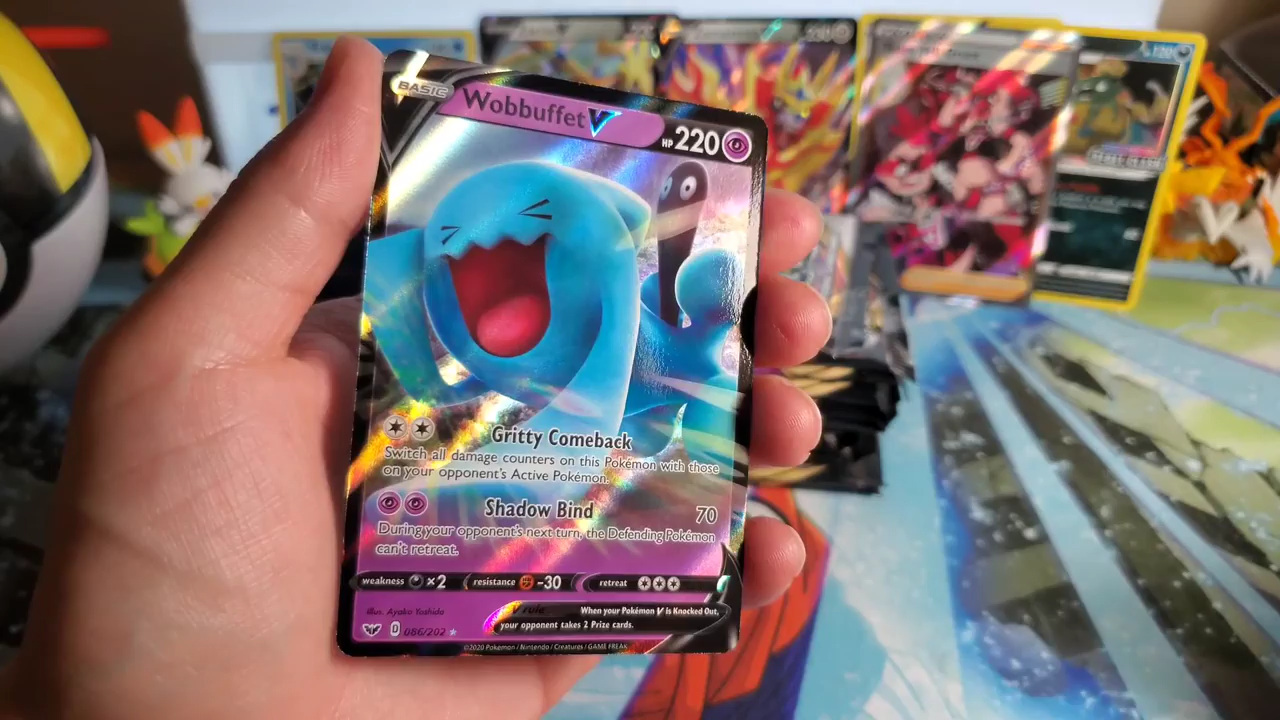 BASIC
Wobbuffet V
HP 220
Gritty Comeback
Switch all damage counters on this Pokémon with those
on your opponent's Active Pokémon.
Shadow Bind 70
During your opponent's next turn, the Defending Pokémon
can't retreat.
weakness ×2 resistance -30 retreat
Illus. Ayako Yoshida
V rule When your Pokémon V is Knocked Out,
your opponent takes 2 Prize cards.
D 086/202
©2020 Pokémon / Nintendo / Creatures / GAME FREAK